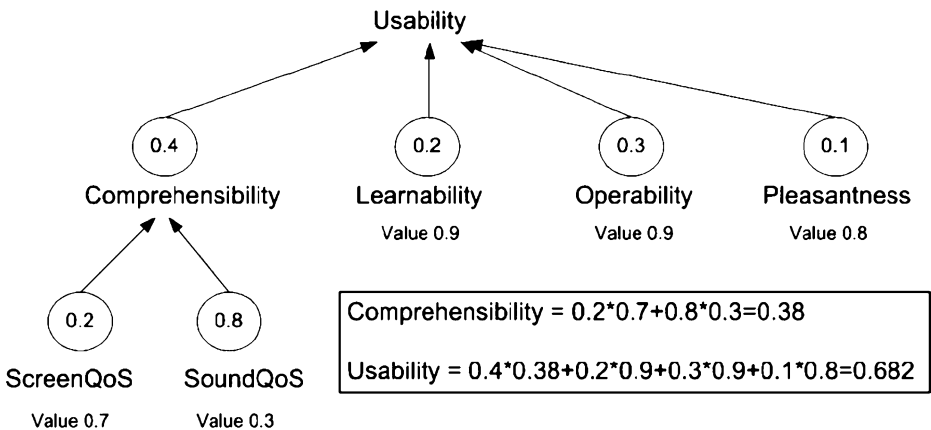 Usability
0.4
0.2
0.3
0.1
Comprehensibility
Learnability
Operability
Pleasantness
Value 0.9
Value 0.9
Value 0.8
0.2
0.8
ScreenQoS
SoundQoS
Value 0.7
Value 0.3
Comprehensibility = 0.2*0.7+0.8*0.3=0.38
Usability = 0.4*0.38+0.2*0.9+0.3*0.9+0.1*0.8=0.682